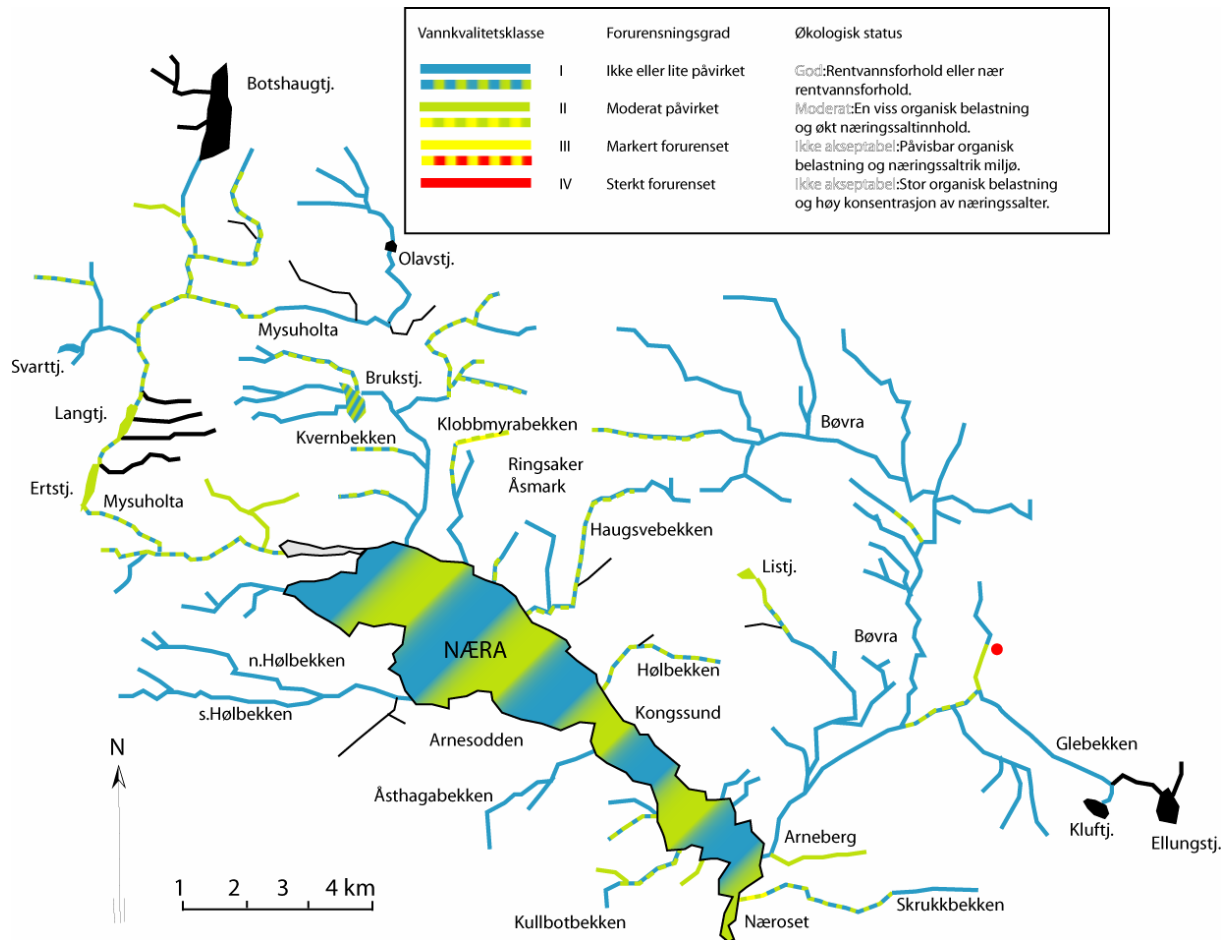 Vannkvalitetsklasse Forurensningsgrad Økologisk status
I Ikke eller lite påvirket God:Rentvannsforhold eller nær
rentvannsforhold.
II Moderat påvirket Moderat:En viss organisk belastning
og økt næringssaltinnhold.
III Markert forurenset Ikke akseptabel:Påvisbar organisk
belastning og næringssaltrik miljø.
IV Sterkt forurenset Ikke akseptabel:Stor organisk belastning
og høy konsentrasjon av næringssalter.
Botshaugtj.
Olavstj.
Mysuholta
Svarttj.
Brukstj.
Langtj.
Klobbmyrabekken
Bøvra
Kvernbekken
Ringsaker
Åsmark
Ertstj.
Mysuholta
Haugsvebekken
Listj.
Bøvra
NÆRA
n.Hølbekken
Hølbekken
s.Hølbekken
Kongssund
Arnesodden
Glebekken
N
Åsthagabekken
Kluftj.
Arneberg
Ellungstj.
1 2 3 4 km
Skrukkbekken
Kullbotbekken
Næroset